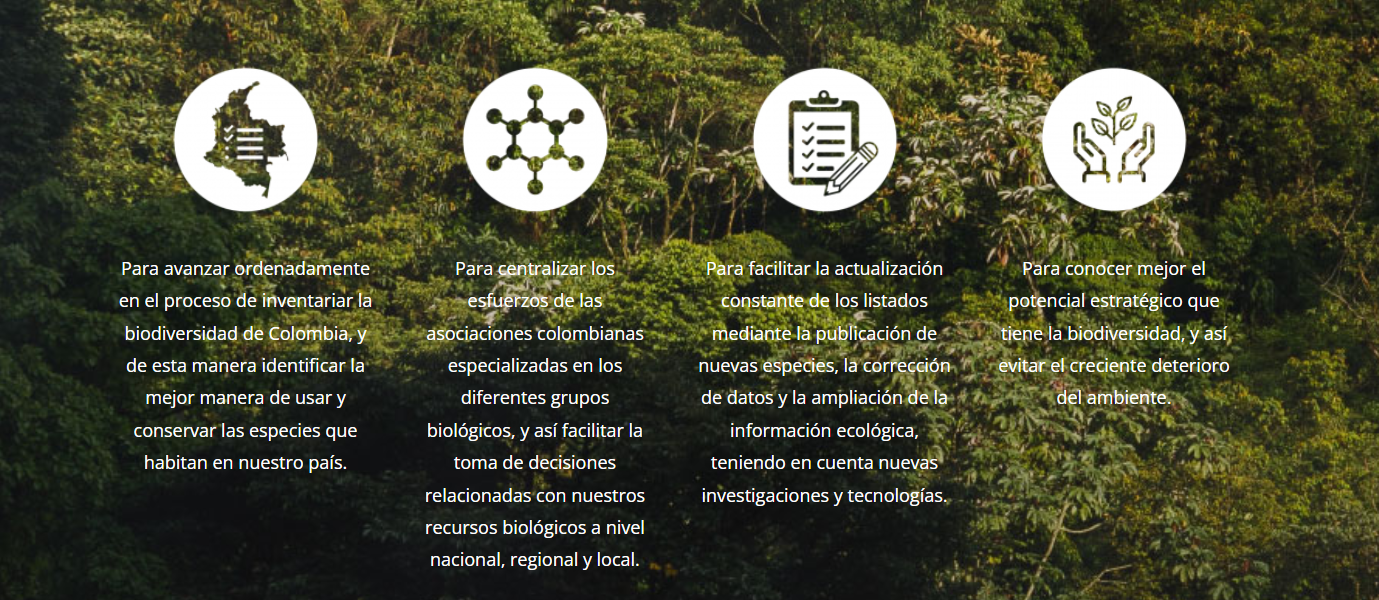 Para avanzar ordenadamente
en el proceso de inventariar la
biodiversidad de Colombia, y
de esta manera identificar la
mejor manera de usar y
conservar las especies que
habitan en nuestro país.
Para centralizar los
esfuerzos de las
asociaciones colombianas
especializadas en los
diferentes grupos
biológicos, y así facilitar la
toma de decisiones
relacionadas con nuestros
recursos biológicos a nivel
nacional, regional y local.
Para facilitar la actualización
constante de los listados
mediante la publicación de
nuevas especies, la corrección
de datos y la ampliación de la
información ecológica,
teniendo en cuenta nuevas
investigaciones y tecnologías.
Para conocer mejor el
potencial estratégico que
tiene la biodiversidad, y así
evitar el creciente deterioro
del ambiente.